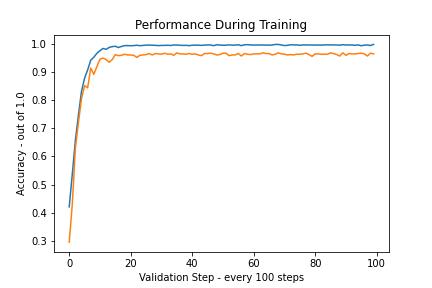 Performance During Training
Accuracy - out of 1.0
1.0
0.9
0.8
0.7
0.6
0.5
0.4
0.3
0 20 40 60 80 100
Validation Step - every 100 steps